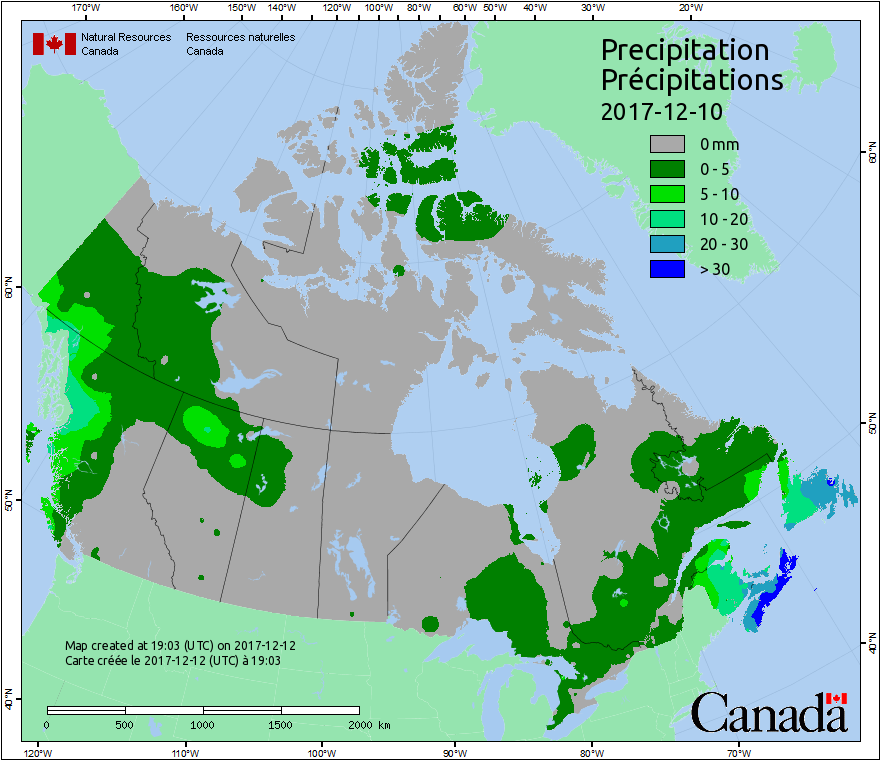 170°W 160°W 150°W 140°W 120°W 100°W 80°W 60°W 50°W 40°W 30°W 20°W
Natural Resources Ressources naturelles
Canada Canada
Precipitation
Précipitations
2017-12-10
0 mm
0 - 5
5 - 10
10 - 20
20 - 30
> 30
60°N 60°N
50°N 50°N
40°N 40°N
Map created at 19:03 (UTC) on 2017-12-12
Carte créée le 2017-12-12 (UTC) à 19:03
0 500 1000 1500 2000 km
Canada
120°W 110°W 100°W 90°W 80°W 70°W